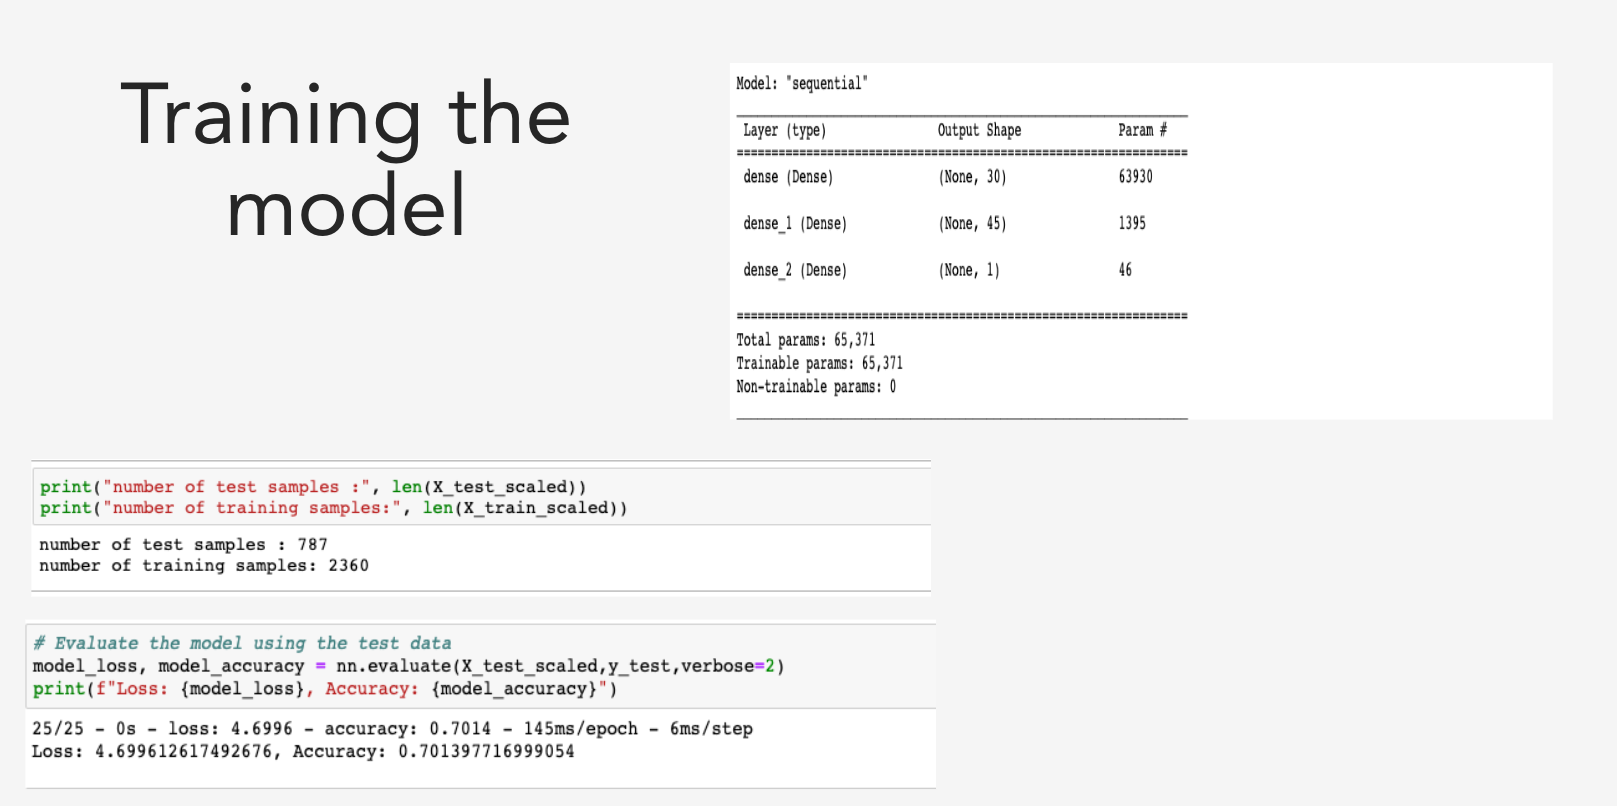 Training the
model
Model: "sequential"
Layer (type) Output Shape Param #
=================================================================
dense (Dense) (None, 30) 63930
dense_1 (Dense) (None, 45) 1395
dense_2 (Dense) (None, 1) 46
=================================================================
Total params: 65,371
Trainable params: 65,371
Non-trainable params: 0
print("number of test samples :", len(X_test_scaled))
print("number of training samples:", len(X_train_scaled))
number of test samples : 787
number of training samples: 2360
# Evaluate the model using the test data
model_loss, model_accuracy = nn.evaluate(X_test_scaled,y_test,verbose=2)
print(f"Loss: {model_loss}, Accuracy: {model_accuracy}")
25/25 - 0s - loss: 4.6996 - accuracy: 0.7014 - 145ms/epoch - 6ms/step
Loss: 4.699612617492676, Accuracy: 0.701397716999054